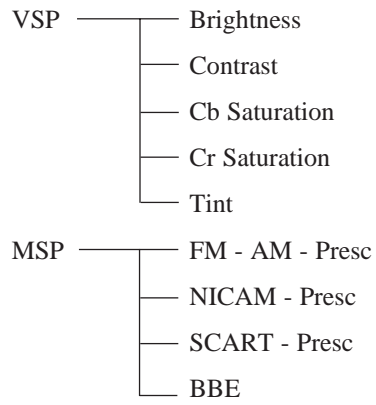 VSP Brightness
Contrast
Cb Saturation
Cr Saturation
Tint
MSP FM - AM - Presc
NICAM - Presc
SCART - Presc
BBE